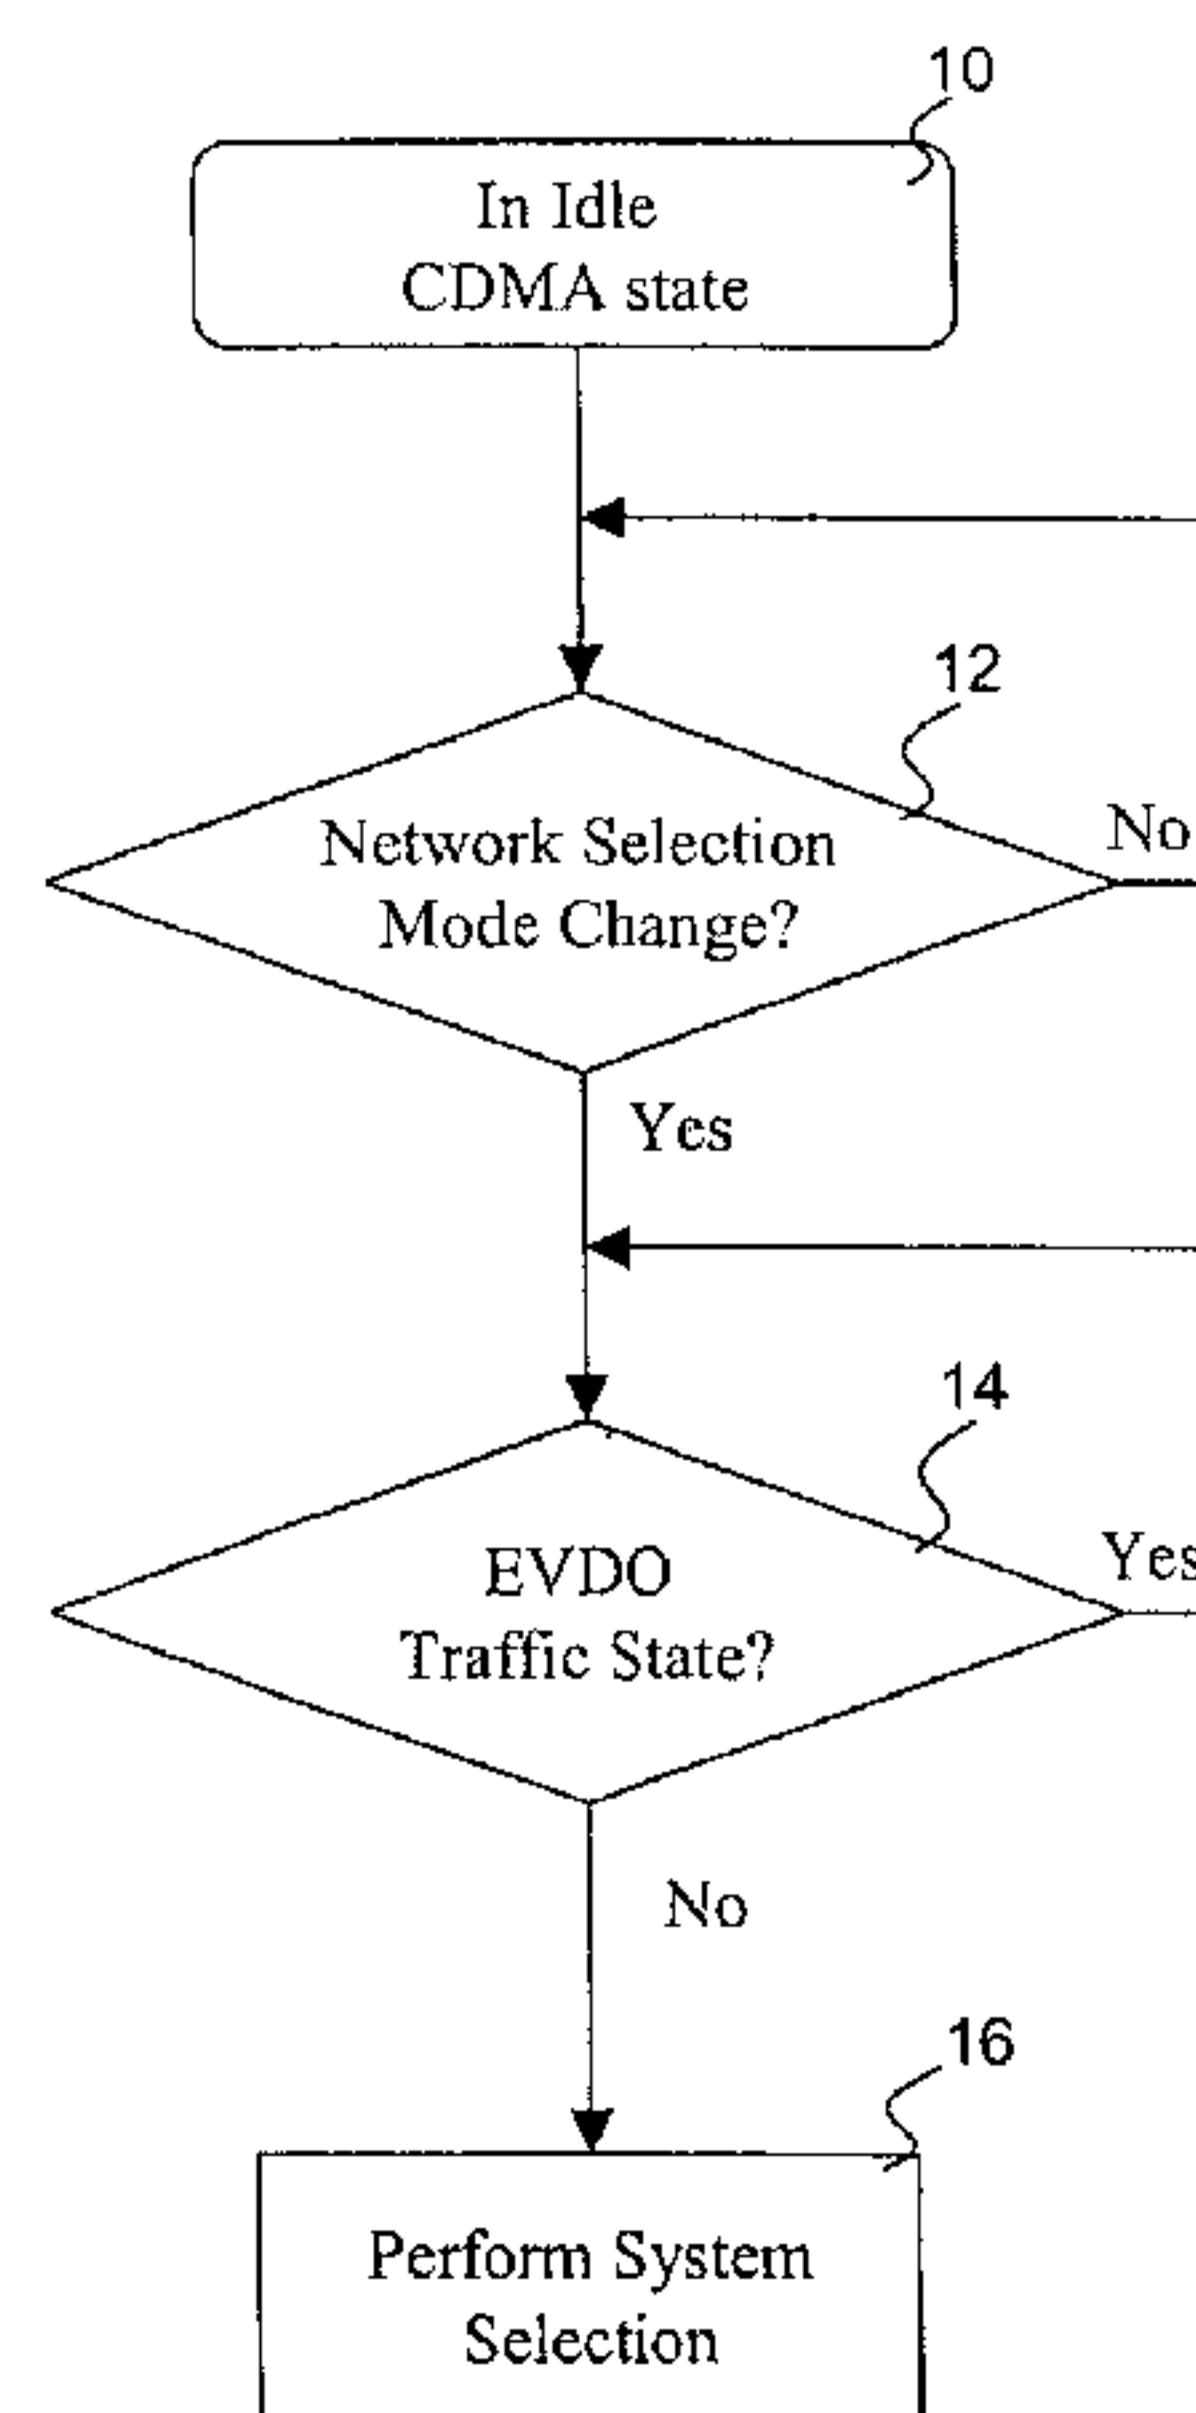 10
In Idle
CDMA state
12
Network Selection
Mode Change?
No
Yes
14
EVDO
Traffic State?
Yes
No
16
Perform System
Selection